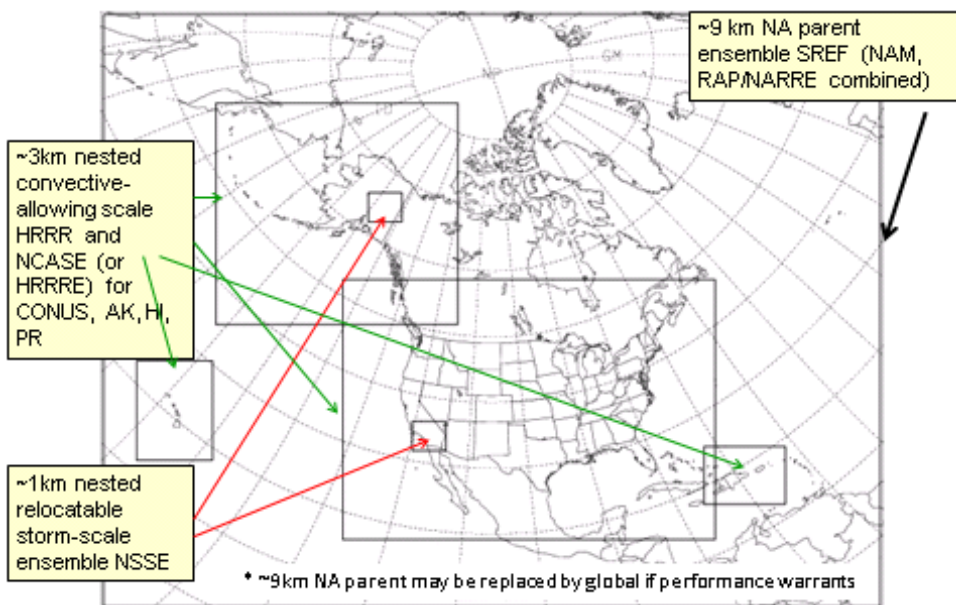 ~9 km NA parent
ensemble SREF (NAM,
RAP/NARRE combined)
~3km nested
convective-
allowing scale
HRRR and
NCASE (or
HRRRE) for
CONUS, AK,HI,
PR
~1km nested
relocatable
storm-scale
ensemble NSSE
* ~9km NA parent may be replaced by global if performance warrants